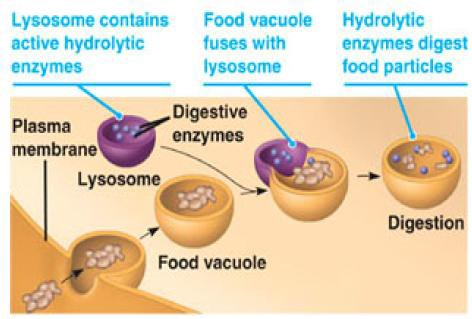 Lysosome contains
active hydrolytic
enzymes
Food vacuole
fuses with
lysosome
Hydrolytic
enzymes digest
food particles
Plasma
membrane
Digestive
enzymes
Lysosome
Food vacuole
Digestion